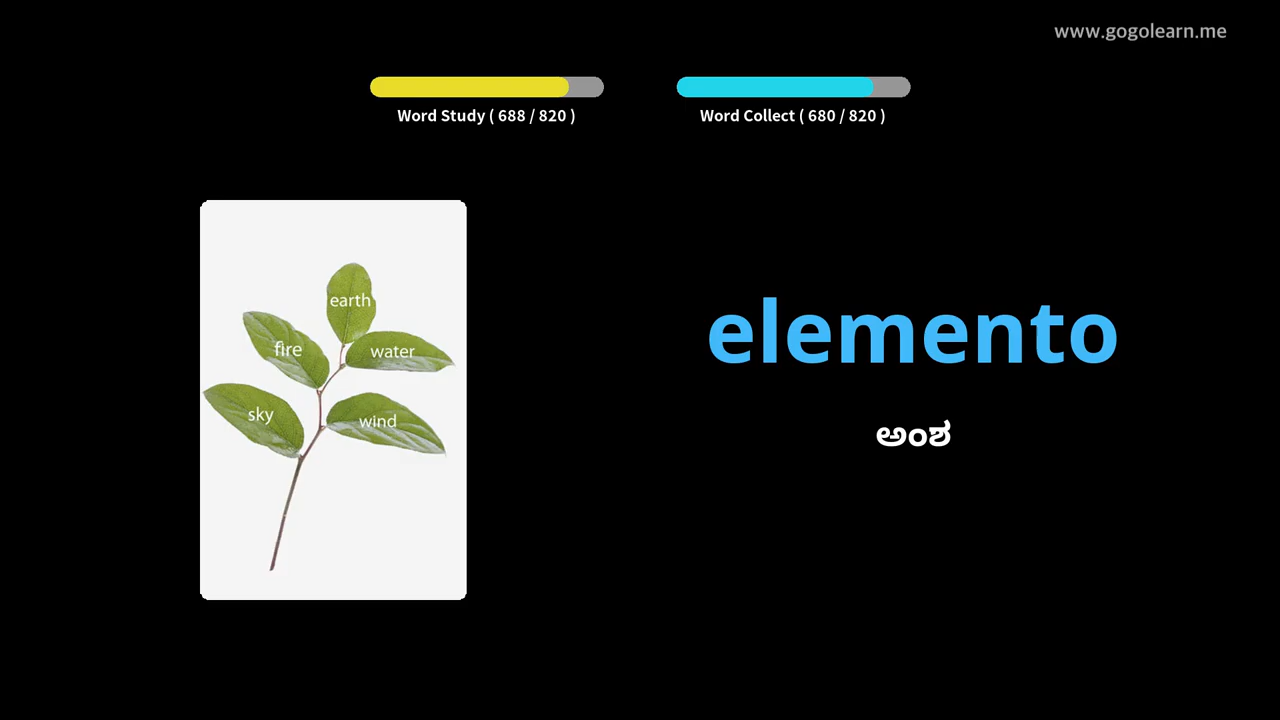 www.gogolearn.me
Word Study ( 688 / 820 )
Word Collect ( 680 / 820 )
earth
fire
water
sky
wind
elemento
ಅಂಶ